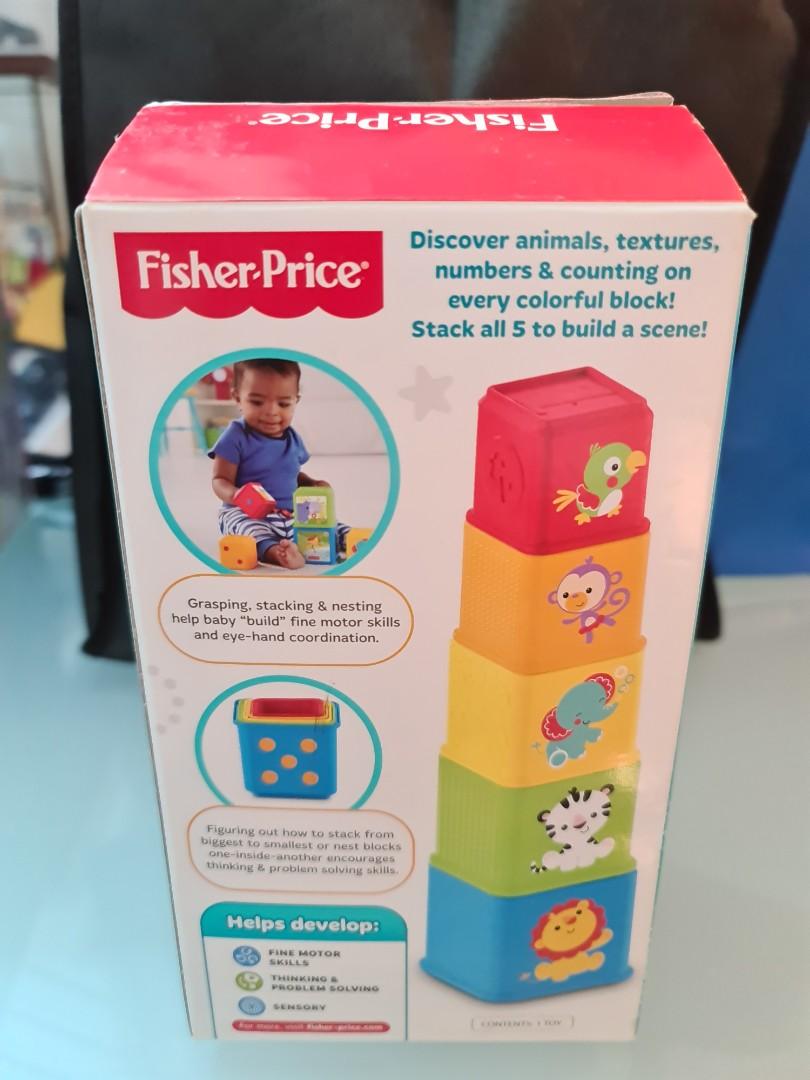 Fisher-Price®
Fisher-Price®
Discover animals, textures,
numbers & counting on
every colorful block!
Stack all 5 to build a scene!
Grasping, stacking & nesting
help baby "build" fine motor skills
and eye-hand coordination.
Figuring out how to stack from
biggest to smallest or nest blocks
one-inside-another encourages
thinking & problem solving skills.
Helps develop:
FINE MOTOR
SKILLS
THINKING &
PROBLEM SOLVING
SENSORY
For more, visit fisher-price.com
CONTENTS: 1 TOY